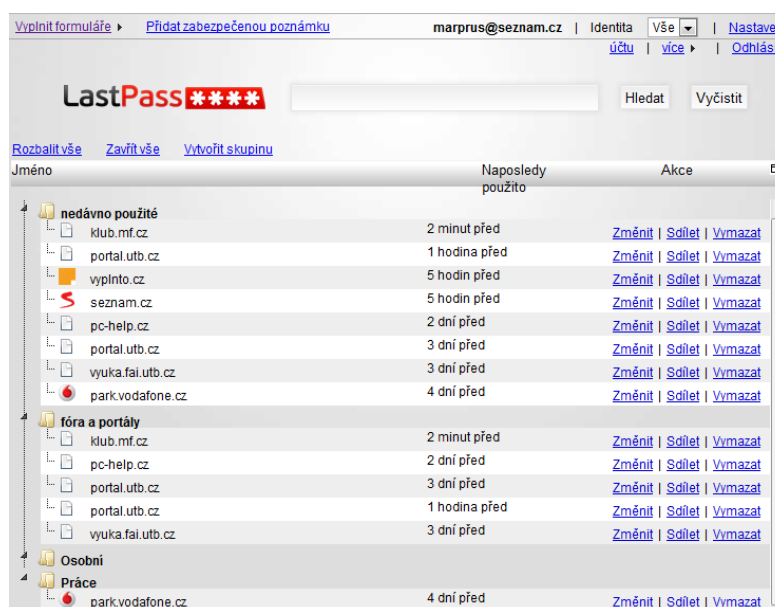 Vyplnit formuláře Přidat zabezpečenou poznámku marprus@seznam.cz | Identita Vše | Nastave
účtu | více | Odhlás
LastPass ****
Hledat Vyčistit
Rozbalit vše Zavřít vše Vytvořit skupinu
Jméno Naposledy použito Akce
nedávno použité
klub.mf.cz 2 minut před Změnit | Sdílet | Vymazat
portal.utb.cz 1 hodina před Změnit | Sdílet | Vymazat
vyplnto.cz 5 hodin před Změnit | Sdílet | Vymazat
seznam.cz 5 hodin před Změnit | Sdílet | Vymazat
pc-help.cz 2 dní před Změnit | Sdílet | Vymazat
portal.utb.cz 3 dní před Změnit | Sdílet | Vymazat
vyuka.fai.utb.cz 3 dní před Změnit | Sdílet | Vymazat
park.vodafone.cz 4 dní před Změnit | Sdílet | Vymazat
fóra a portály
klub.mf.cz 2 minut před Změnit | Sdílet | Vymazat
pc-help.cz 2 dní před Změnit | Sdílet | Vymazat
portal.utb.cz 3 dní před Změnit | Sdílet | Vymazat
portal.utb.cz 1 hodina před Změnit | Sdílet | Vymazat
vyuka.fai.utb.cz 3 dní před Změnit | Sdílet | Vymazat
Osobní
Práce
park.vodafone.cz 4 dní před Změnit | Sdílet | Vymazat